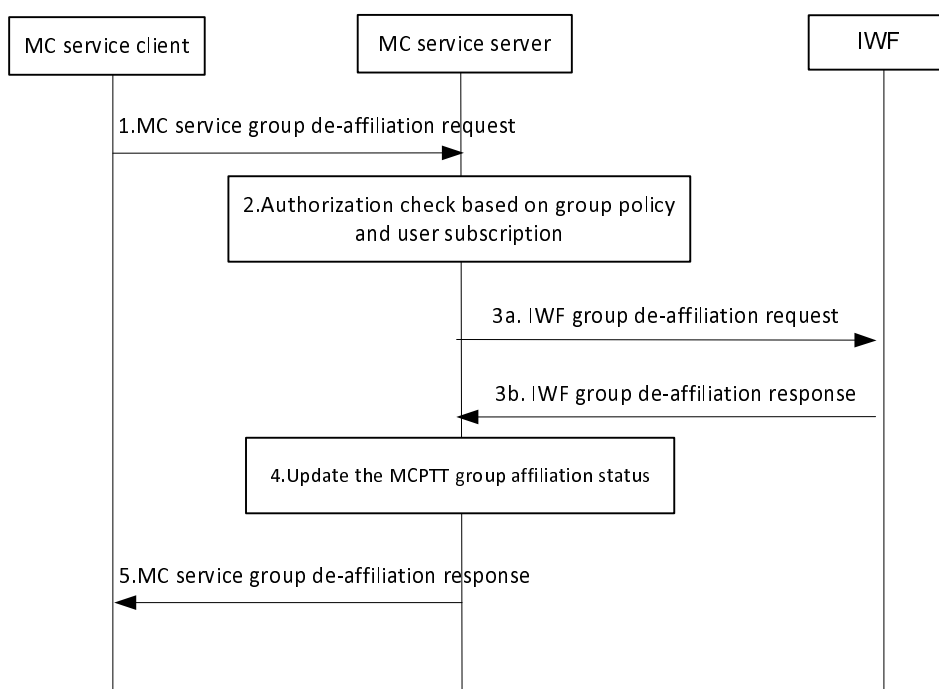 MC service client
MC service server
IWF
1.MC service group de-affiliation request
2.Authorization check based on group policy
and user subscription
3a. IWF group de-affiliation request
3b. IWF group de-affiliation response
4.Update the MCPTT group affiliation status
5.MC service group de-affiliation response